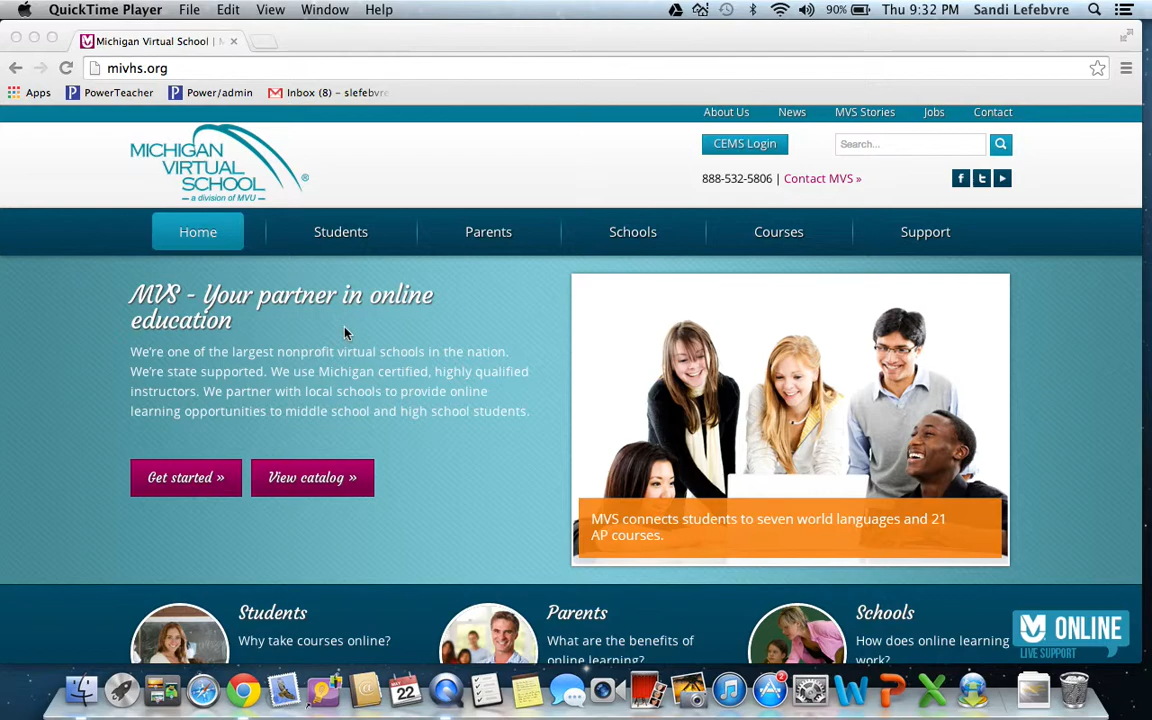 QuickTime Player File Edit View Window Help 90% Thu 9:32 PM Sandi Lefebvre
Michigan Virtual School | M
mivhs.org
Apps PowerTeacher Power/admin Inbox (8) - slefebvre
About Us News MVS Stories Jobs Contact
MICHIGAN
VIRTUAL
SCHOOL ®
a division of MVU
CEMS Login Search...
888-532-5806 | Contact MVS »
Home Students Parents Schools Courses Support
MVS - Your partner in online
education
We're one of the largest nonprofit virtual schools in the nation.
We're state supported. We use Michigan certified, highly qualified
instructors. We partner with local schools to provide online
learning opportunities to middle school and high school students.
Get started » View catalog »
MVS connects students to seven world languages and 21
AP courses.
Students Parents Schools
Why take courses online? What are the benefits of How does online learning
online learning? work?
ONLINE
LIVE SUPPORT
MAY
22
2